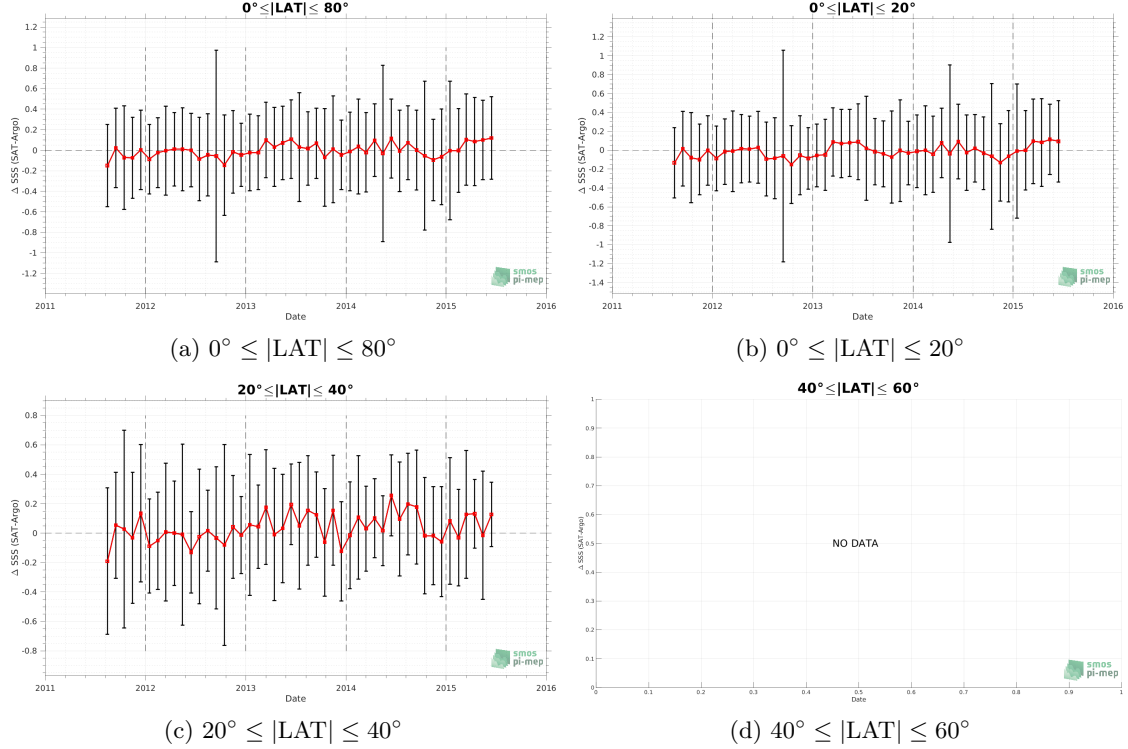 0°≤|LAT|≤ 80°
Δ SSS (SAT-Argo)
1.2
1
0.8
0.6
0.4
0.2
0
-0.2
-0.4
-0.6
-0.8
-1
-1.2
2011 2012 2013 2014 2015 2016
Date
smos
pi-mep
(a) 0° ≤ |LAT| ≤ 80°
0°≤|LAT|≤ 20°
Δ SSS (SAT-Argo)
1.2
1
0.8
0.6
0.4
0.2
0
-0.2
-0.4
-0.6
-0.8
-1
-1.2
-1.4
2011 2012 2013 2014 2015 2016
Date
smos
pi-mep
(b) 0° ≤ |LAT| ≤ 20°
20°≤|LAT|≤ 40°
Δ SSS (SAT-Argo)
0.8
0.6
0.4
0.2
0
-0.2
-0.4
-0.6
-0.8
2011 2012 2013 2014 2015 2016
Date
smos
pi-mep
(c) 20° ≤ |LAT| ≤ 40°
40°≤|LAT|≤ 60°
Δ SSS (SAT-Argo)
1
0.9
0.8
0.7
0.6
0.5
0.4
0.3
0.2
0.1
0
NO DATA
0 0.1 0.2 0.3 0.4 0.5 0.6 0.7 0.8 0.9 1
Date
smos
pi-mep
(d) 40° ≤ |LAT| ≤ 60°